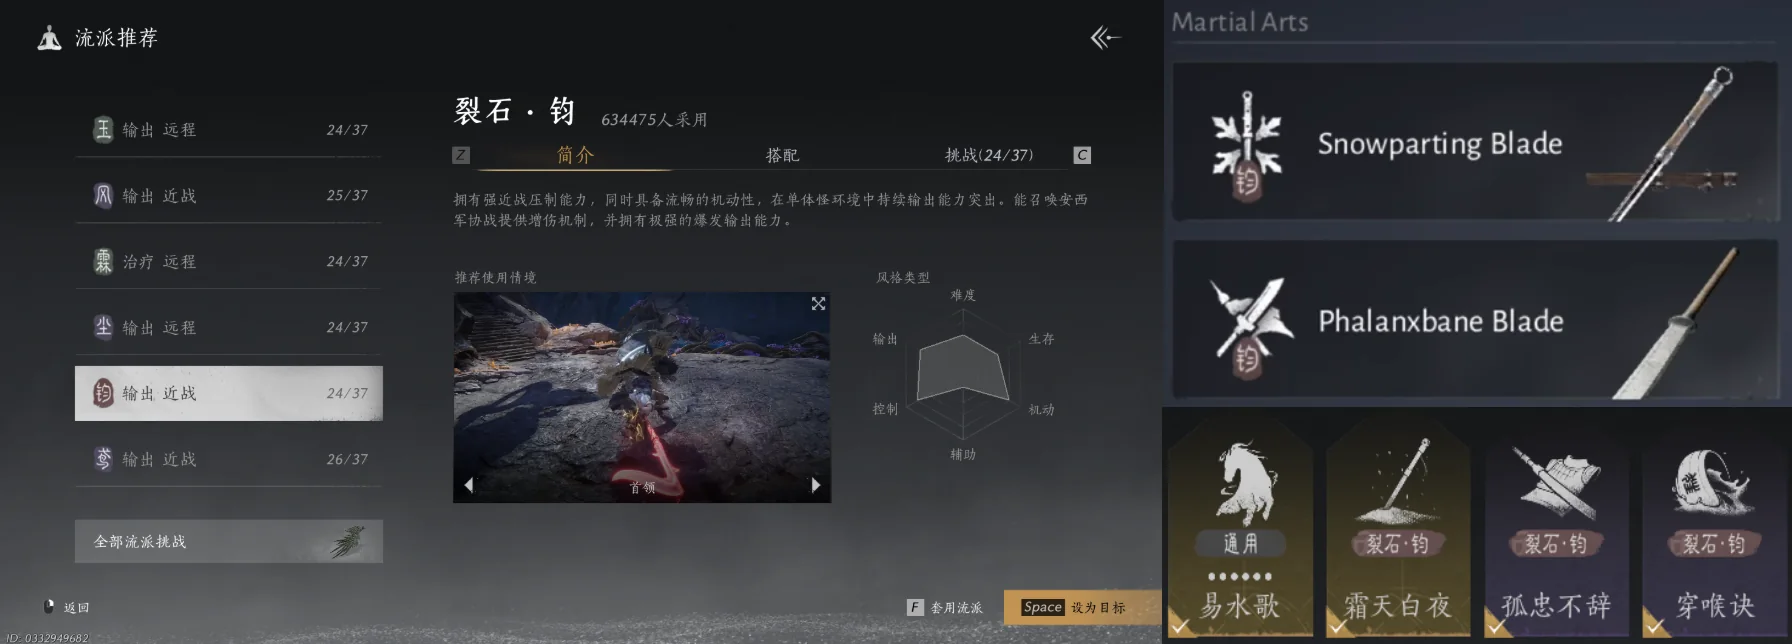 流派推荐
玉 输出 远程 24/37
风 输出 近战 25/37
霖 治疗 远程 24/37
尘 输出 远程 24/37
钧 输出 近战 24/37
鸢 输出 近战 26/37
全部流派挑战
返回
ID: 0332949682
裂石·钧 634475人采用
Z 简介 搭配 挑战(24/37) C
拥有强近战压制能力，同时具备流畅的机动性，在单体怪环境中持续输出能力突出。能召唤安西
军协战提供增伤机制，并拥有极强的爆发输出能力。
推荐使用情境
首领
风格类型
难度
输出 生存
控制 机动
辅助
F 套用流派 Space 设为目标
Martial Arts
钧 Snowparting Blade
钧 Phalanxbane Blade
通用 裂石·钧 裂石·钧 裂石·钧
易水歌 霜天白夜 孤忠不辞 穿喉诀